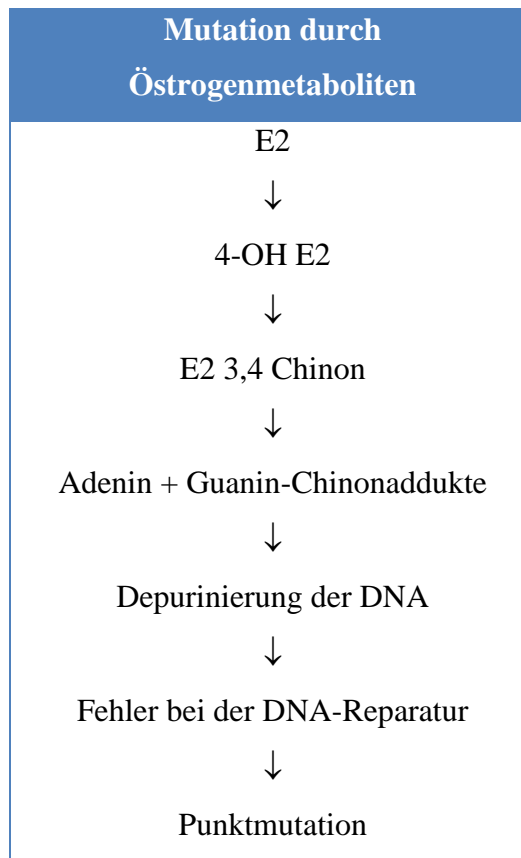 Mutation durch
Östrogenmetaboliten
E2
↓
4-OH E2
↓
E2 3,4 Chinon
↓
Adenin + Guanin-Chinonaddukte
↓
Depurinierung der DNA
↓
Fehler bei der DNA-Reparatur
↓
Punktmutation